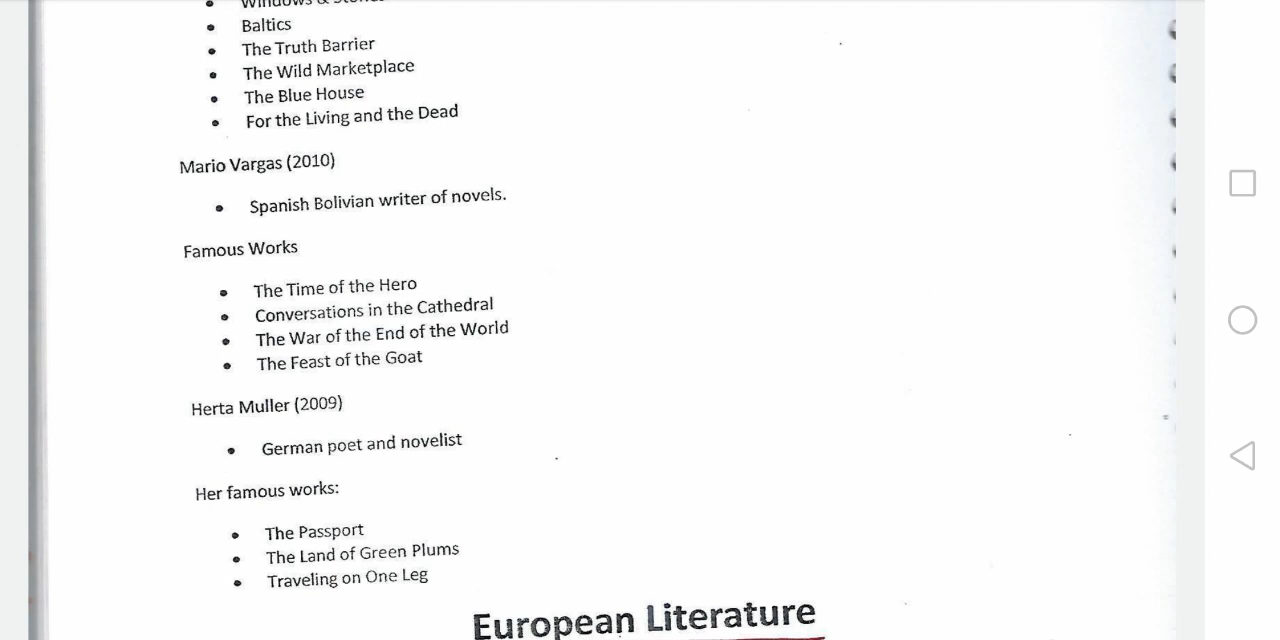 Baltics
The Truth Barrier
The Wild Marketplace
The Blue House
For the Living and the Dead
Mario Vargas (2010)
Spanish Bolivian writer of novels.
Famous Works
The Time of the Hero
Conversations in the Cathedral
The War of the End of the World
The Feast of the Goat
Herta Muller (2009)
German poet and novelist
Her famous works:
The Passport
The Land of Green Plums
Traveling on One Leg
European Literature